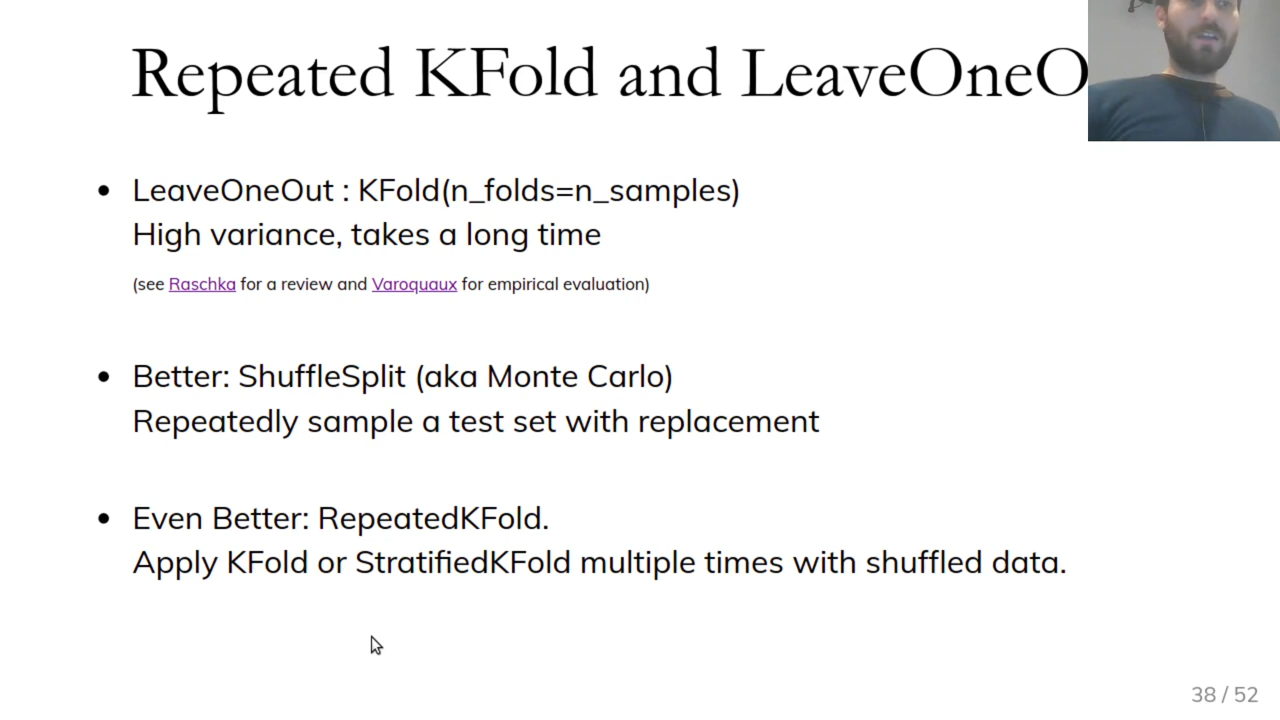 Repeated KFold and LeaveOneO
LeaveOneOut : KFold(n_folds=n_samples)
High variance, takes a long time
(see Raschka for a review and Varoquaux for empirical evaluation)
Better: ShuffleSplit (aka Monte Carlo)
Repeatedly sample a test set with replacement
Even Better: RepeatedKFold.
Apply KFold or StratifiedKFold multiple times with shuffled data.
38 / 52